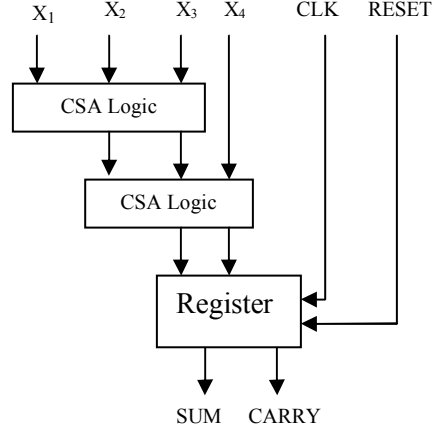 X₁ X₂ X₃ X₄ CLK RESET
CSA Logic
CSA Logic
Register
SUM CARRY